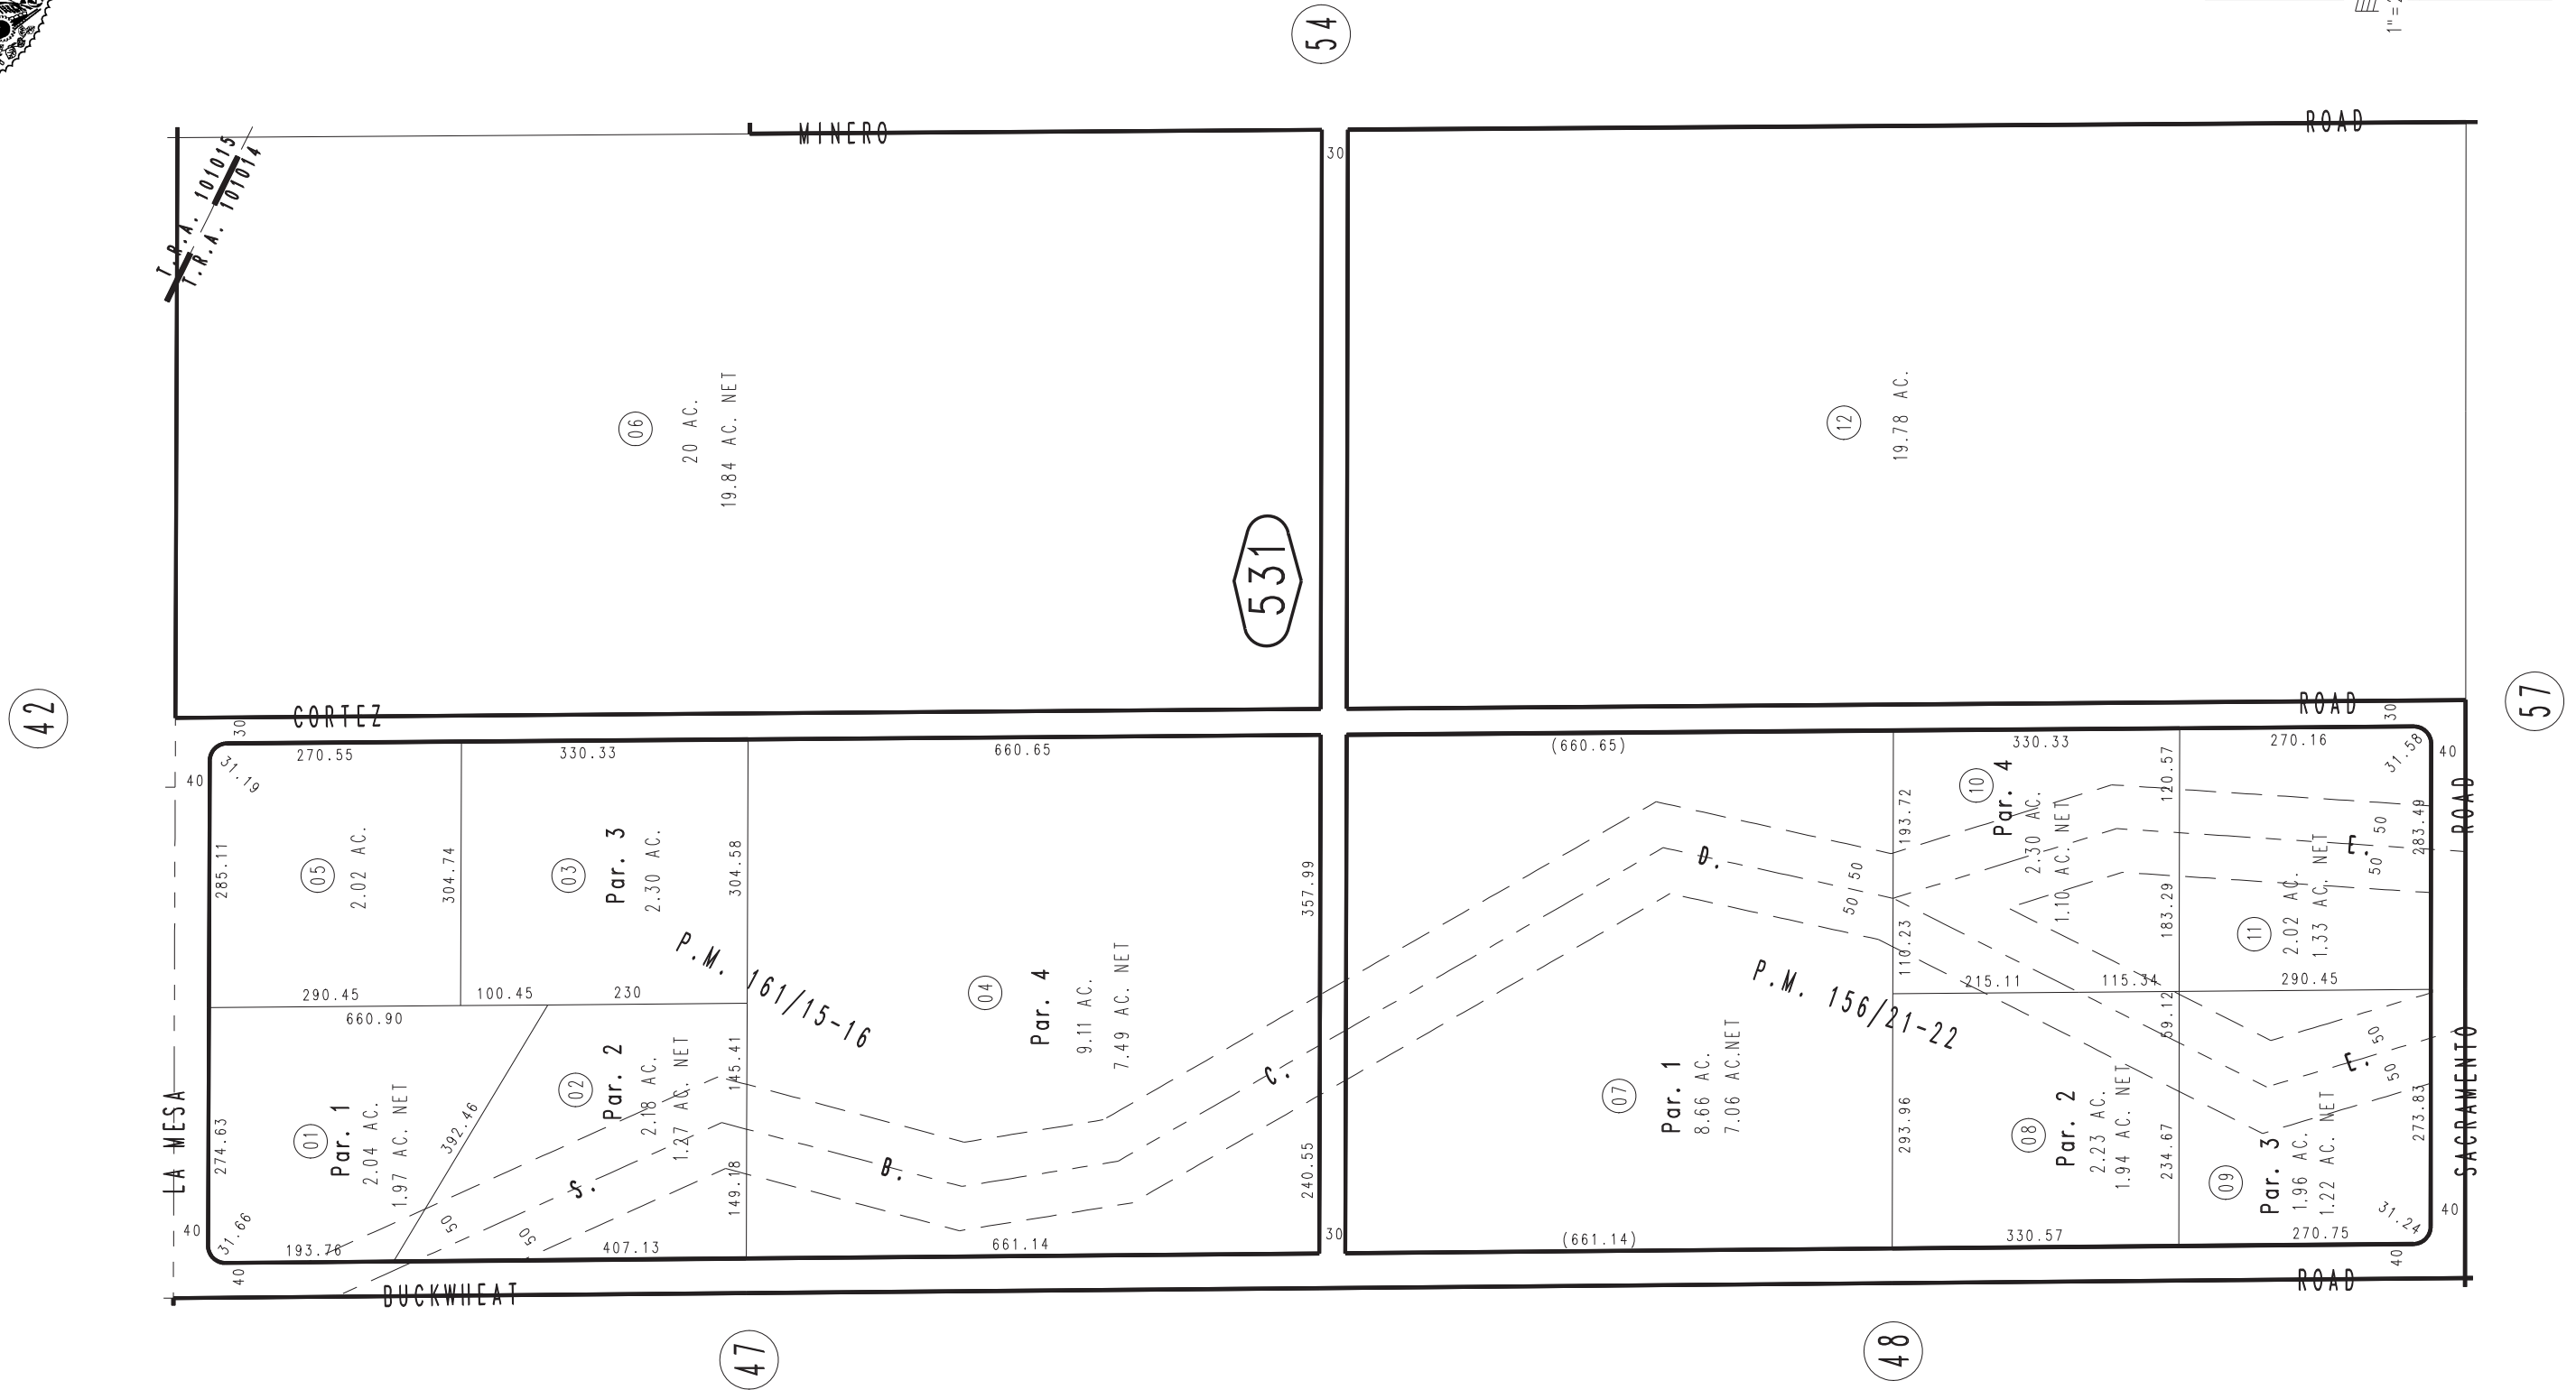 1"=2
54
MINERO
ROAD
T.R.A. 101015
T.R.A. 101014
30
06
20 AC.
19.84 AC. NET
12
19.78 AC.
531
42
57
CORTEZ
ROAD
30
30
270.55
330.33
660.65
(660.65)
330.33
270.16
31.19
31.58
40
40
285.11
05
2.02 AC.
304.74
03
Par. 3
2.30 AC.
304.58
P.M. 161/15-16
290.45
100.45
230
660.90
04
Par. 4
9.11 AC.
7.49 AC. NET
357.99
240.55
01
Par. 1
2.04 AC.
1.97 AC. NET
274.63
392.46
02
Par. 2
2.18 AC.
1.27 AC. NET
145.41
149.18
S.
B.
C.
D.
E.
E.
50
50
31.66
40
40
193.76
407.13
661.14
30
LA MESA
BUCKWHEAT
ROAD
50/50
P.M. 156/21-22
07
Par. 1
8.66 AC.
7.06 AC.NET
(661.14)
193.72
110.23
293.96
10
Par. 4
2.30 AC.
1.10 AC. NET
120.57
183.29
215.11
115.34
290.45
11
2.02 AC.
1.33 AC. NET
50
50
283.49
59.12
234.67
08
Par. 2
2.23 AC.
1.94 AC. NET
330.57
09
Par. 3
1.96 AC.
1.22 AC. NET
50
50
273.83
31.24
270.75
40
40
SACRAMENTO
ROAD
47
48